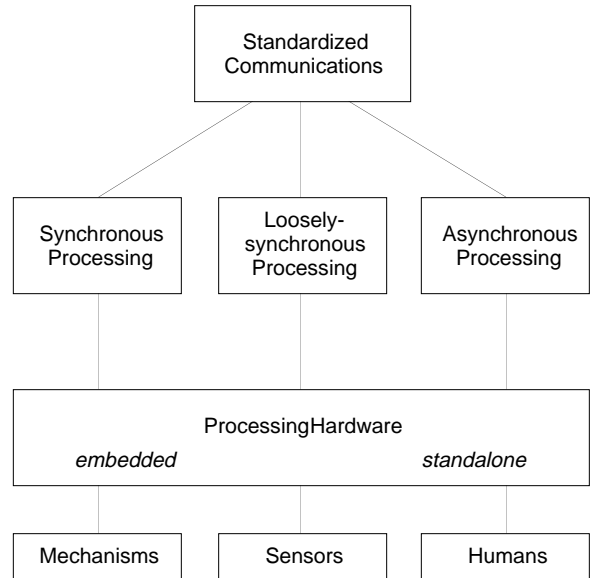 Standardized
Communications
Synchronous
Processing
Loosely-
synchronous
Processing
Asynchronous
Processing
ProcessingHardware
embedded
standalone
Mechanisms
Sensors
Humans